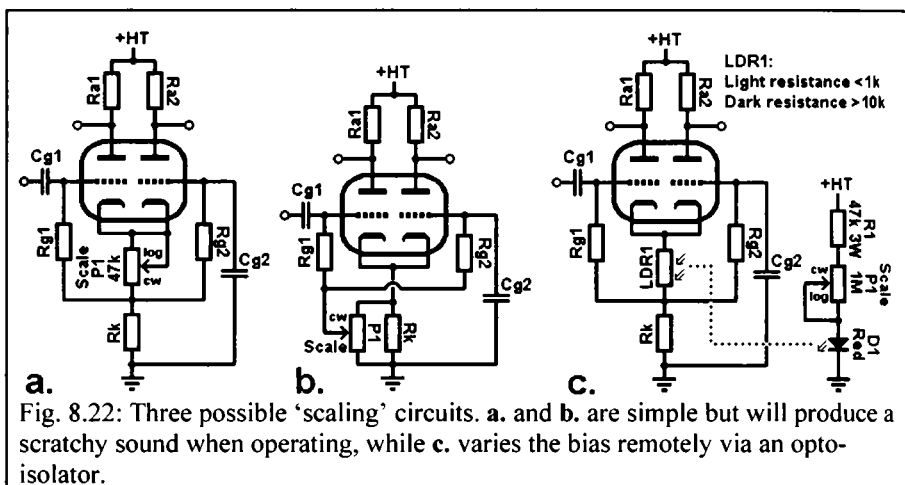 +HT
Ra1
Ra2
Cg1
Rg1
Scale
P1
47k
log
cw
Rg2
Cg2
Rk
a.
+HT
Ra1
Ra2
Cg1
Rg1
Rg2
Cg2
cw
Scale
P1
Rk
b.
+HT
Ra1
Ra2
LDR1:
Light resistance <1k
Dark resistance >10k
Cg1
Rg1
LDR1
Rg2
Cg2
Rk
+HT
R1
47k 3W
Scale
P1
1M
cw
log
D1
Red
c.
Fig. 8.22: Three possible ‘scaling’ circuits. a. and b. are simple but will produce a
scratchy sound when operating, while c. varies the bias remotely via an opto-
isolator.